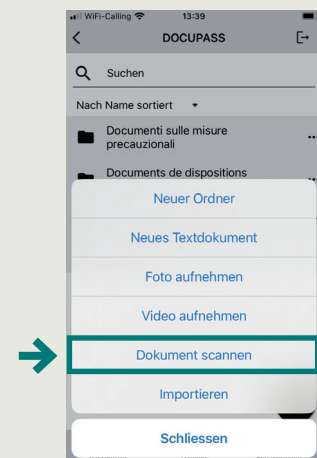 WiFi-Calling 13:39
DOCUPASS
Suchen
Nach Name sortiert
Documenti sulle misure
precauzionali
Documents de dispositions
Neuer Ordner
Neues Textdokument
Foto aufnehmen
Video aufnehmen
Dokument scannen
Importieren
Schliessen